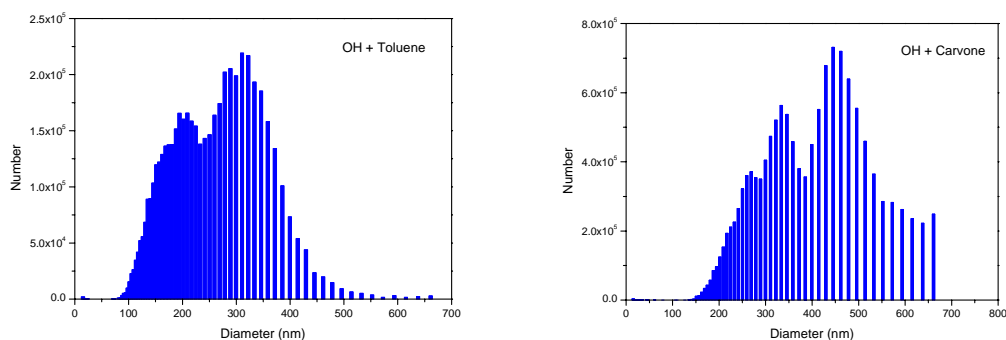 2.5x10⁵
2.0x10⁵
1.5x10⁵
1.0x10⁵
5.0x10⁴
0.0
Number
OH + Toluene
0 100 200 300 400 500 600 700
Diameter (nm)
8.0x10⁵
6.0x10⁵
4.0x10⁵
2.0x10⁵
0.0
Number
OH + Carvone
0 100 200 300 400 500 600 700 800
Diameter (nm)